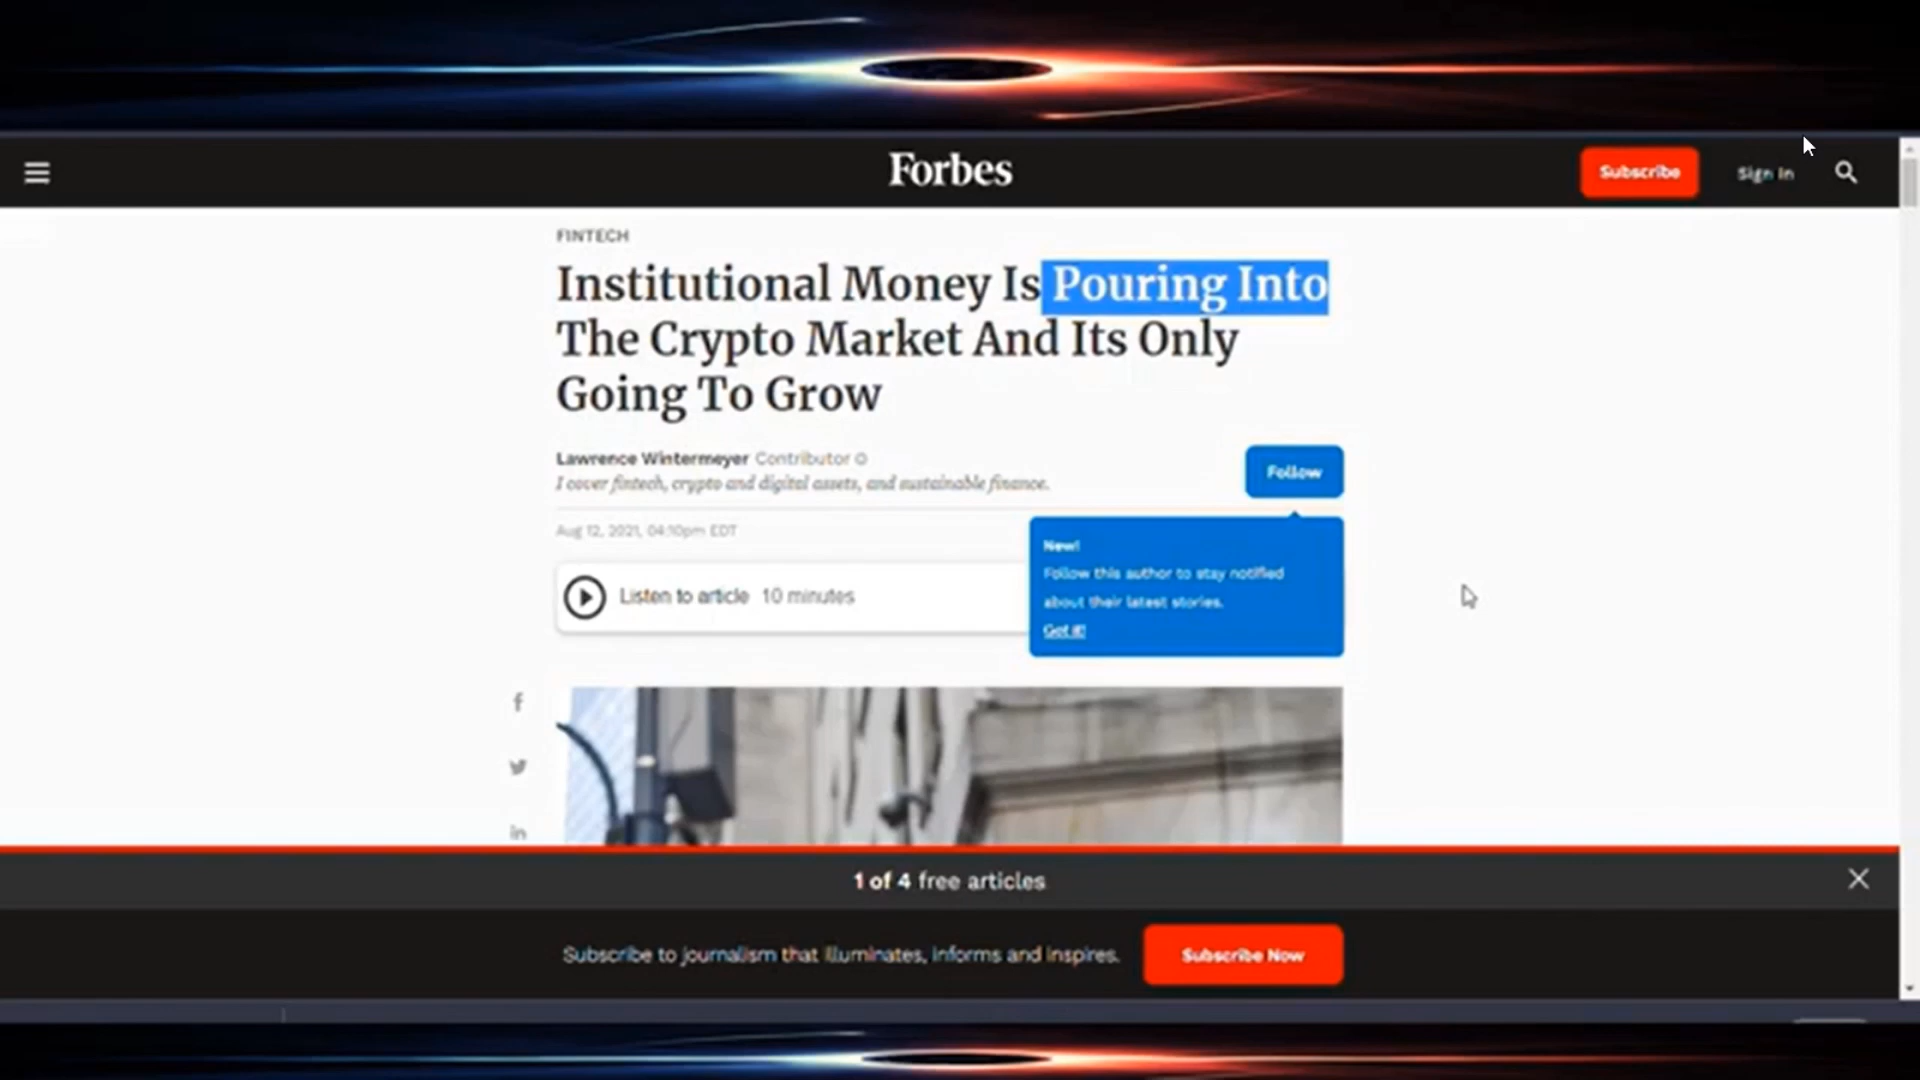 Forbes
Subscribe
Sign In
FINTECH
Institutional Money Is Pouring Into
The Crypto Market And Its Only
Going To Grow
Lawrence Wintermeyer Contributor
I cover fintech, crypto and digital assets, and sustainable finance.
Follow
Aug 12, 2021, 04:10pm EDT
New!
Follow this author to stay notified
about their latest stories.
Got it!
Listen to article 10 minutes
f
in
1 of 4 free articles
Subscribe to journalism that illuminates, informs and inspires.
Subscribe Now